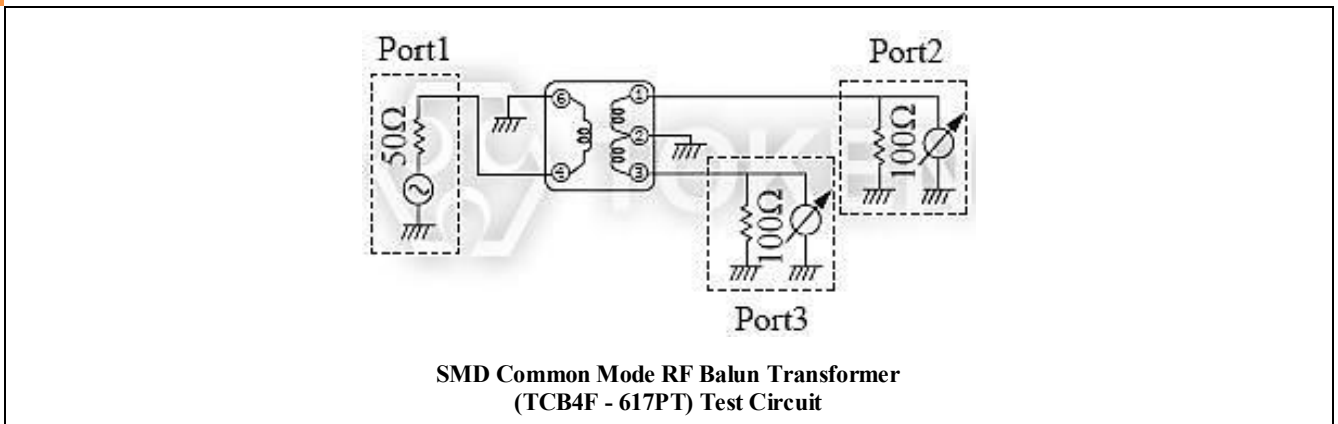 Port1
Port2
50Ω
6
4
1
2
3
100Ω
100Ω
TOKEN
Port3
SMD Common Mode RF Balun Transformer
(TCB4F - 617PT) Test Circuit